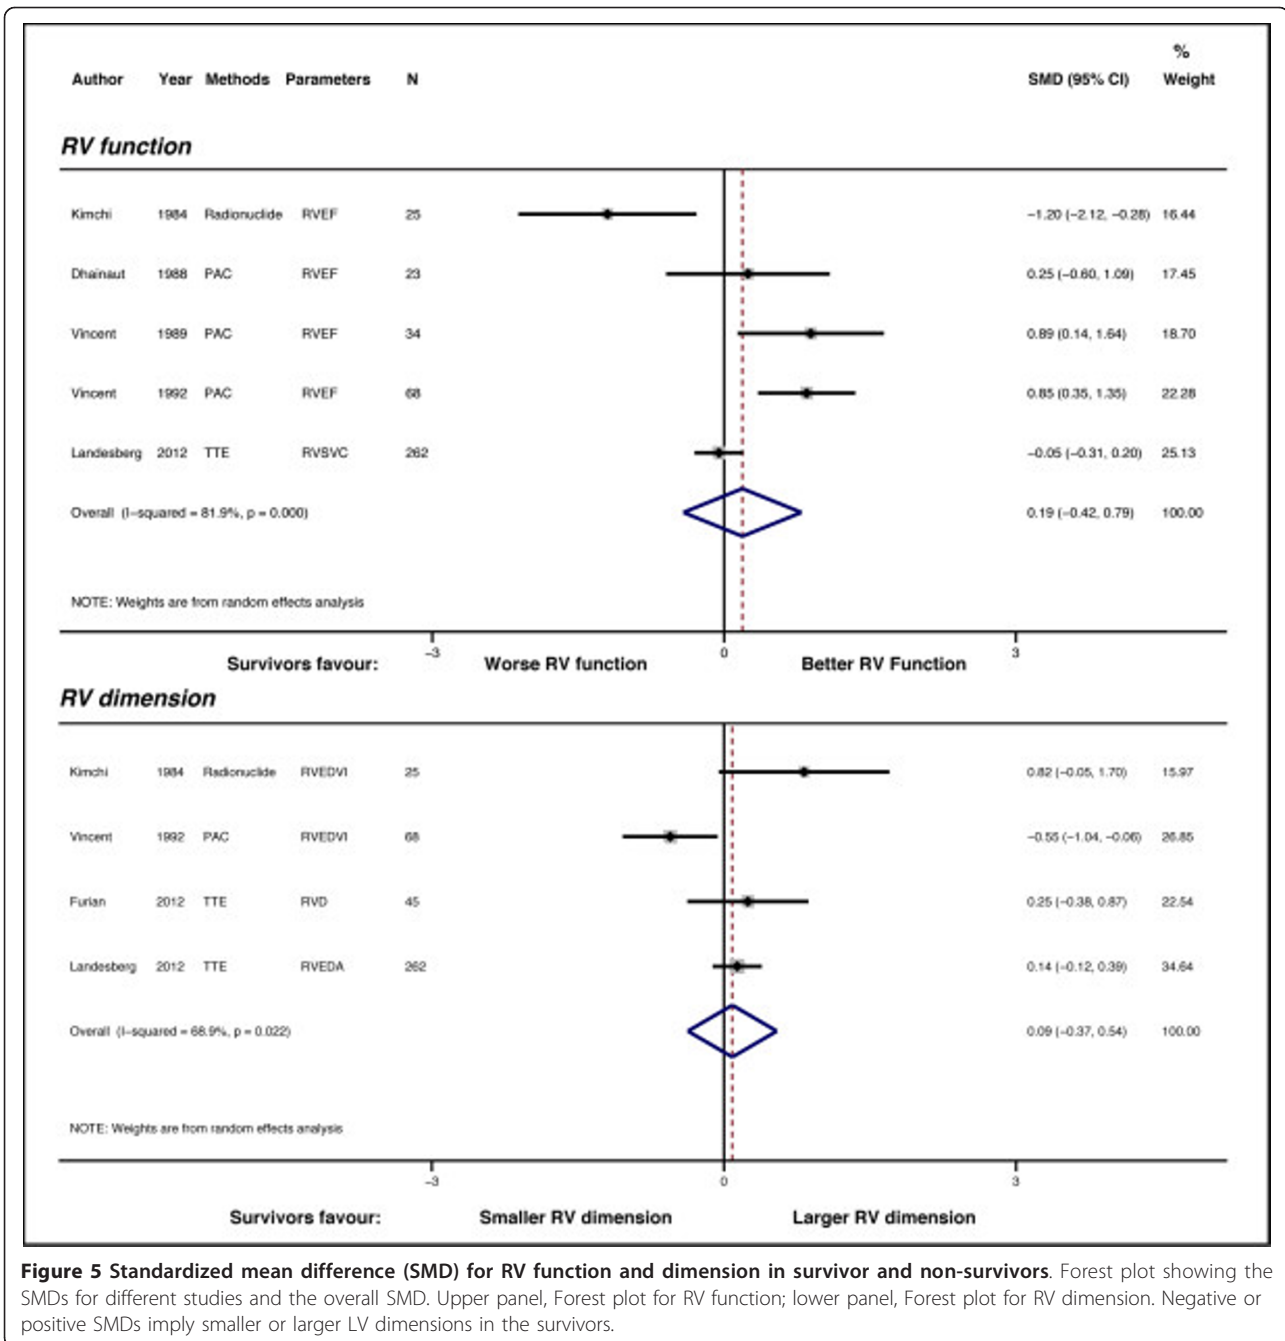 %
Author Year Methods Parameters N SMD (95% CI) Weight
RV function
Kimchi 1984 Radionuclide RVEF 25 −1.20 (−2.12, −0.28) 16.44
Dhainaut 1988 PAC RVEF 23 0.25 (−0.60, 1.09) 17.45
Vincent 1989 PAC RVEF 34 0.89 (0.14, 1.64) 18.70
Vincent 1992 PAC RVEF 68 0.85 (0.35, 1.35) 22.28
Landesberg 2012 TTE RVSVC 262 −0.05 (−0.31, 0.20) 25.13
Overall (I−squared = 81.9%, p = 0.000) 0.19 (−0.42, 0.79) 100.00
NOTE: Weights are from random effects analysis
−3 0 3
Survivors favour: Worse RV function Better RV Function
RV dimension
Kimchi 1984 Radionuclide RVEDVI 25 0.82 (−0.05, 1.70) 15.97
Vincent 1992 PAC RVEDVI 68 −0.55 (−1.04, −0.06) 26.85
Furian 2012 TTE RVD 45 0.25 (−0.38, 0.87) 22.54
Landesberg 2012 TTE RVEDA 262 0.14 (−0.12, 0.39) 34.64
Overall (I−squared = 68.9%, p = 0.022) 0.09 (−0.37, 0.54) 100.00
NOTE: Weights are from random effects analysis
−3 0 3
Survivors favour: Smaller RV dimension Larger RV dimension
Figure 5 Standardized mean difference (SMD) for RV function and dimension in survivor and non-survivors. Forest plot showing the
SMDs for different studies and the overall SMD. Upper panel, Forest plot for RV function; lower panel, Forest plot for RV dimension. Negative or
positive SMDs imply smaller or larger LV dimensions in the survivors.